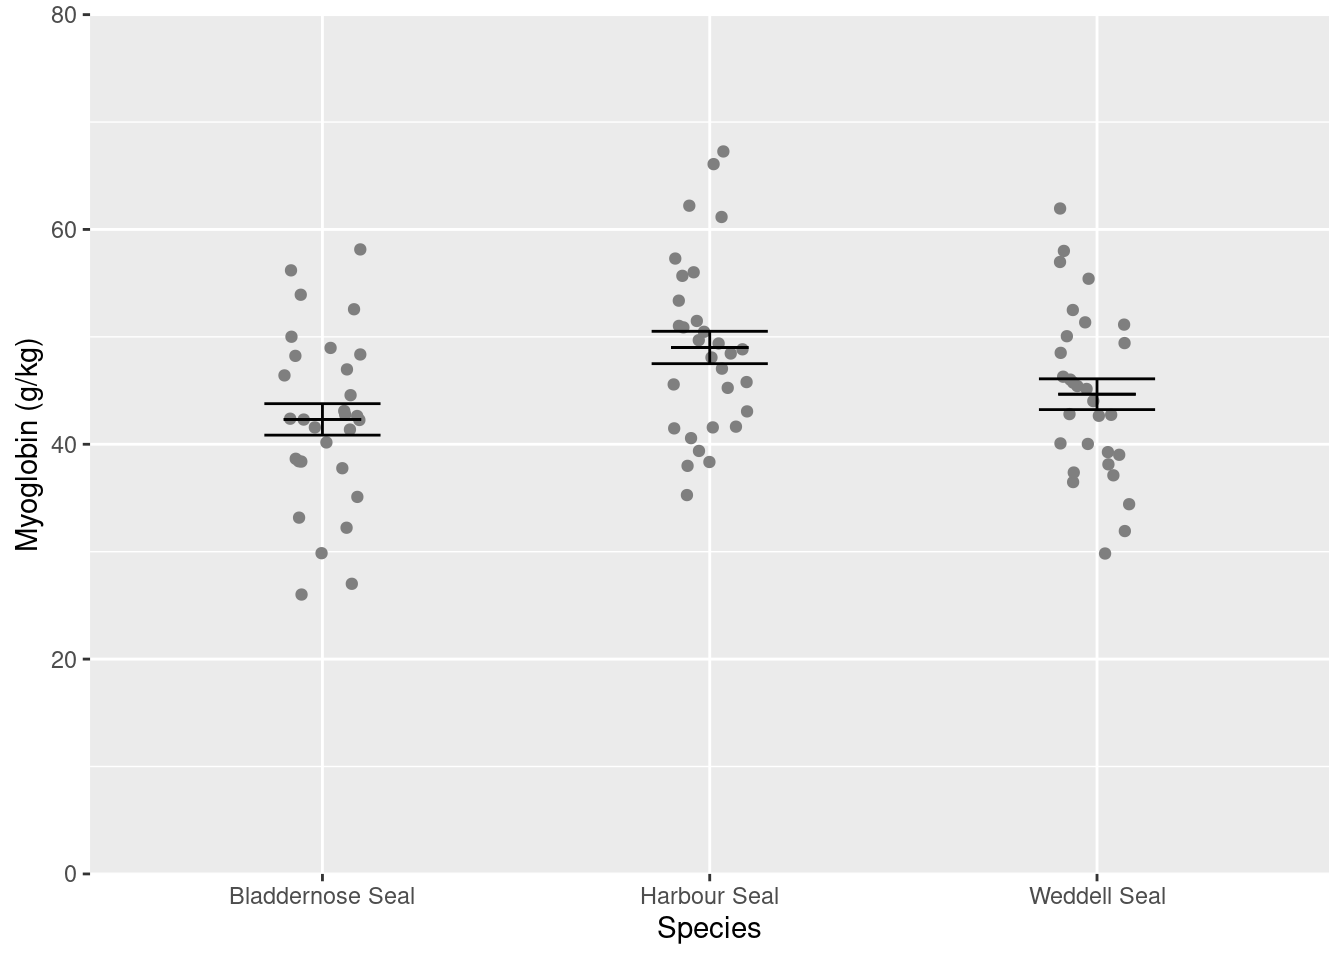 80
60
40
20
0
Myoglobin (g/kg)
Bladdernose Seal
Harbour Seal
Weddell Seal
Species